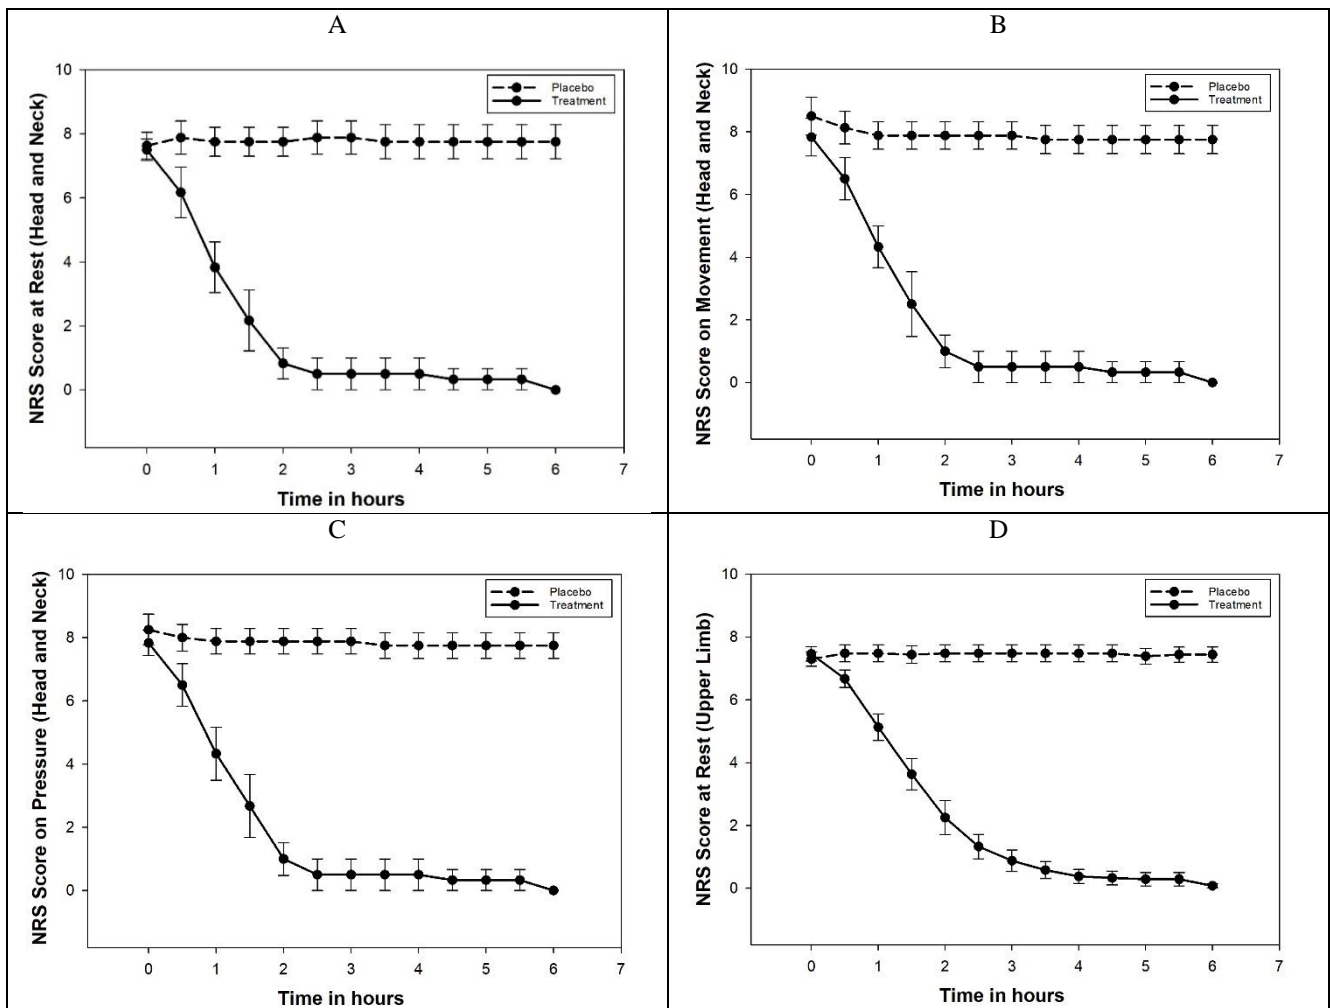 A
NRS Score at Rest (Head and Neck)
10
8
6
4
2
0
Placebo
Treatment
0 1 2 3 4 5 6 7
Time in hours
B
NRS Score on Movement (Head and Neck)
10
8
6
4
2
0
Placebo
Treatment
0 1 2 3 4 5 6 7
Time in hours
C
NRS Score on Pressure (Head and Neck)
10
8
6
4
2
0
Placebo
Treatment
0 1 2 3 4 5 6 7
Time in hours
D
NRS Score at Rest (Upper Limb)
10
8
6
4
2
0
Placebo
Treatment
0 1 2 3 4 5 6 7
Time in hours